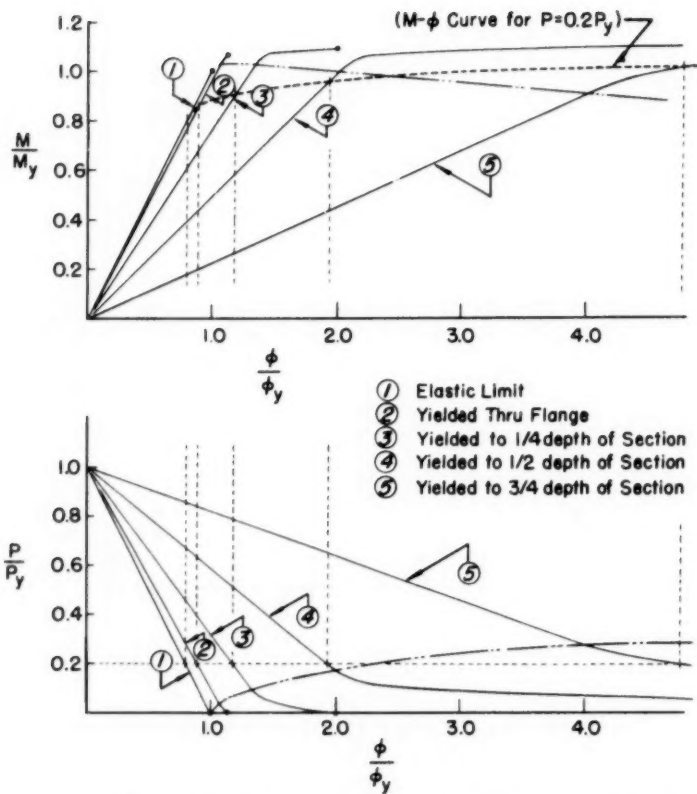 (M-ϕ Curve for P=0.2Py)
1.2
1.0
0.8
0.6
0.4
0.2
M
My
1
2
3
4
5
1.0
2.0
3.0
4.0
ϕ
ϕy
1 Elastic Limit
2 Yielded Thru Flange
3 Yielded to 1/4 depth of Section
4 Yielded to 1/2 depth of Section
5 Yielded to 3/4 depth of Section
1.0
0.8
0.6
0.4
0.2
P
Py
1
2
3
4
5
1.0
2.0
3.0
4.0
ϕ
ϕy